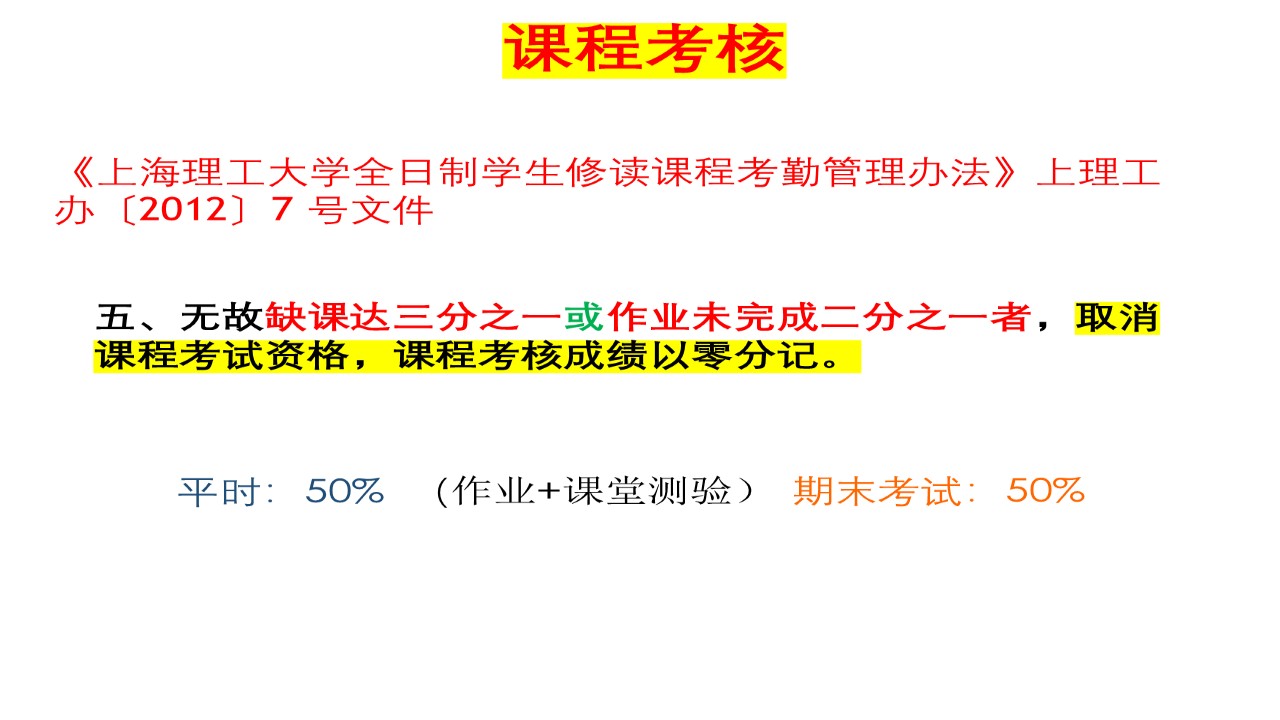 课程考核
《上海理工大学全日制学生修读课程考勤管理办法》上理工
办〔2012〕7 号文件
五、无故缺课达三分之一或作业未完成二分之一者，取消
课程考试资格，课程考核成绩以零分记。
平时： 50% (作业+课堂测验） 期末考试： 50%